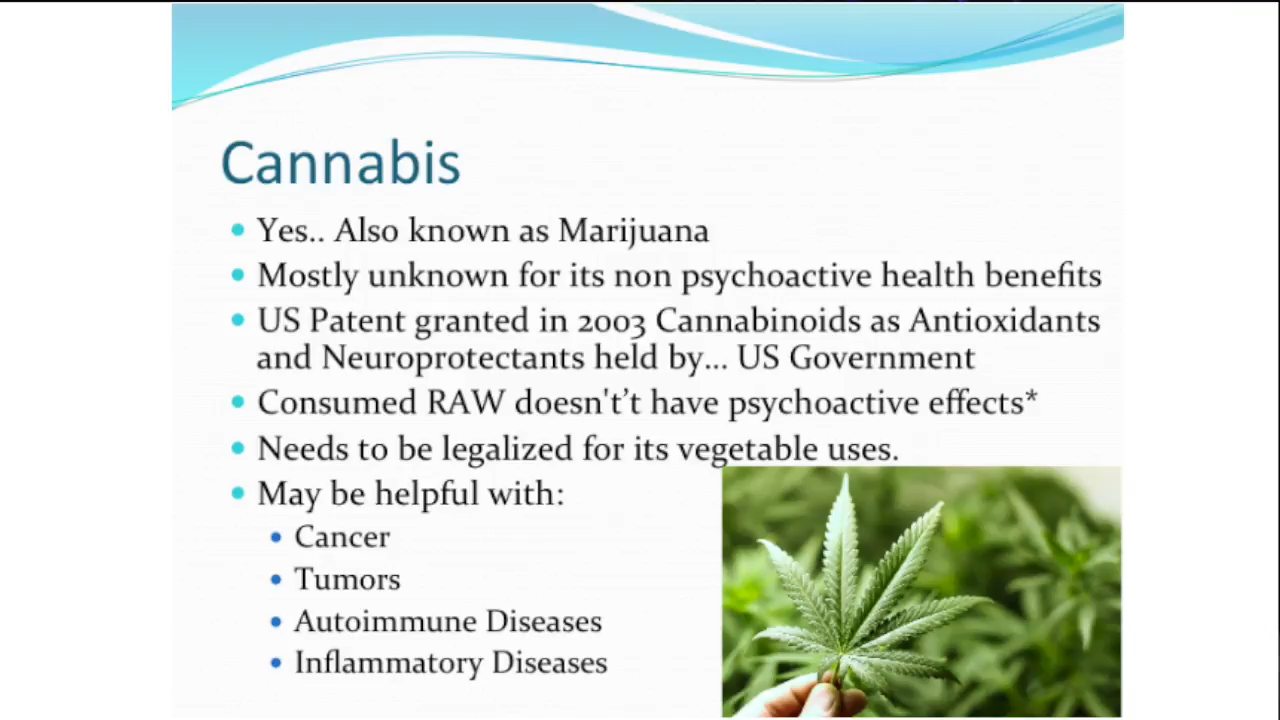 Cannabis
Yes.. Also known as Marijuana
Mostly unknown for its non psychoactive health benefits
US Patent granted in 2003 Cannabinoids as Antioxidants
and Neuroprotectants held by... US Government
Consumed RAW doesn't’t have psychoactive effects*
Needs to be legalized for its vegetable uses.
May be helpful with:
Cancer
Tumors
Autoimmune Diseases
Inflammatory Diseases